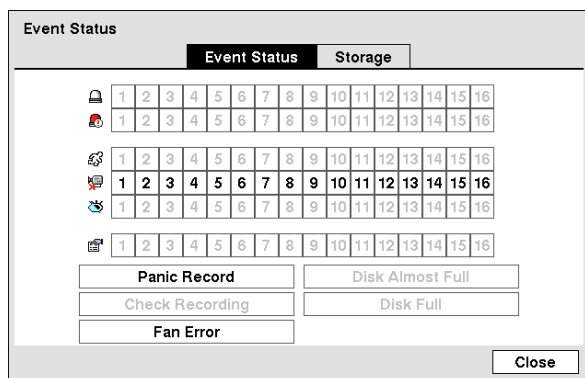 Event Status
Event Status Storage
1 2 3 4 5 6 7 8 9 10 11 12 13 14 15 16
1 2 3 4 5 6 7 8 9 10 11 12 13 14 15 16
1 2 3 4 5 6 7 8 9 10 11 12 13 14 15 16
1 2 3 4 5 6 7 8 9 10 11 12 13 14 15 16
1 2 3 4 5 6 7 8 9 10 11 12 13 14 15 16
1 2 3 4 5 6 7 8 9 10 11 12 13 14 15 16
Panic Record Disk Almost Full
Check Recording Disk Full
Fan Error
Close